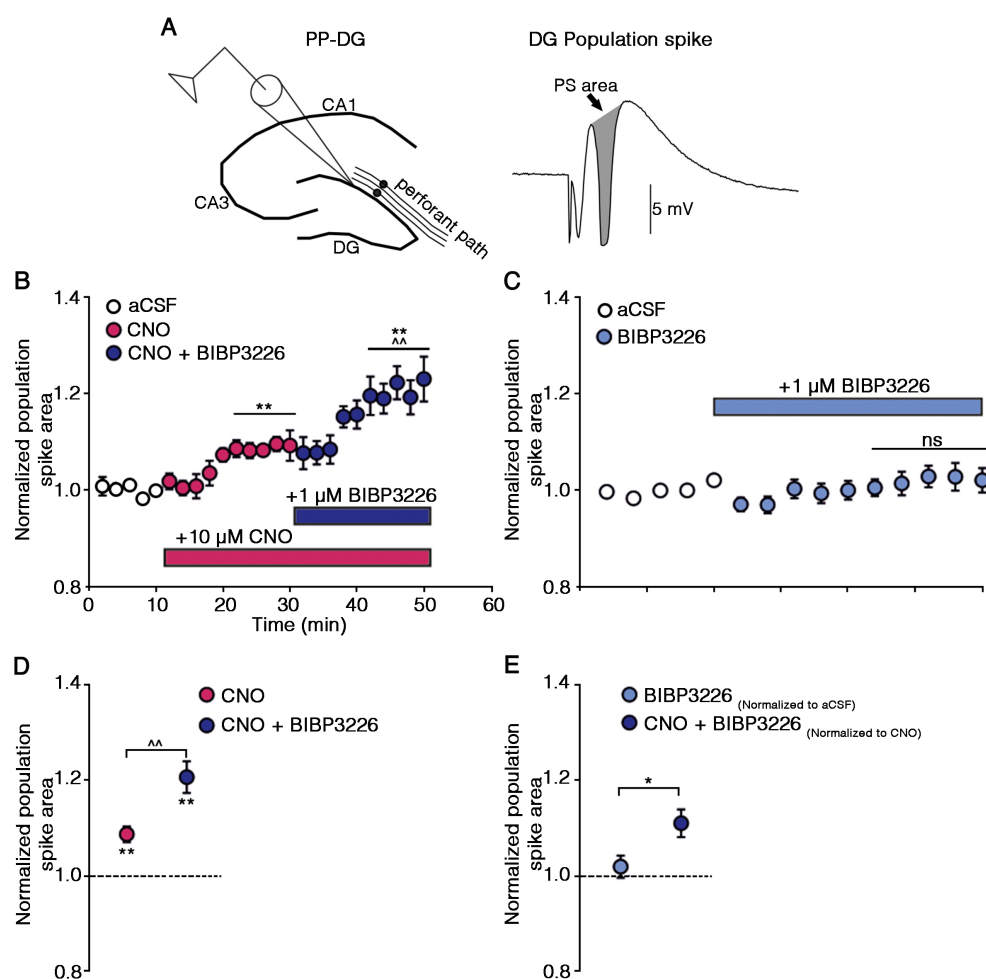 A
PP-DG
DG Population spike
PS area
CA1
CA3
DG
perforant path
5 mV
B
Normalized population
spike area
1.4
1.2
1.0
0.8
aCSF
CNO
CNO + BIBP3226
**
**
^^
+1 µM BIBP3226
+10 µM CNO
0
10
20
30
40
50
60
Time (min)
C
Normalized population
spike area
1.4
1.2
1.0
0.8
aCSF
BIBP3226
+1 µM BIBP3226
ns
D
Normalized population
spike area
1.4
1.2
1.0
0.8
CNO
CNO + BIBP3226
^^
**
**
E
Normalized population
spike area
1.4
1.2
1.0
0.8
BIBP3226 (Normalized to aCSF)
CNO + BIBP3226 (Normalized to CNO)
*